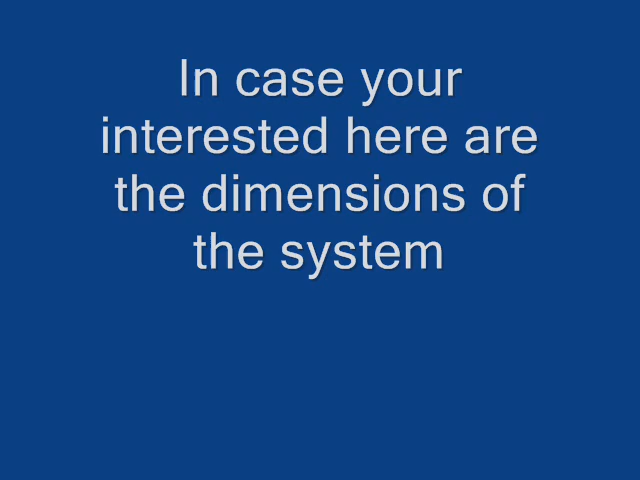 In case your
interested here are
the dimensions of
the system